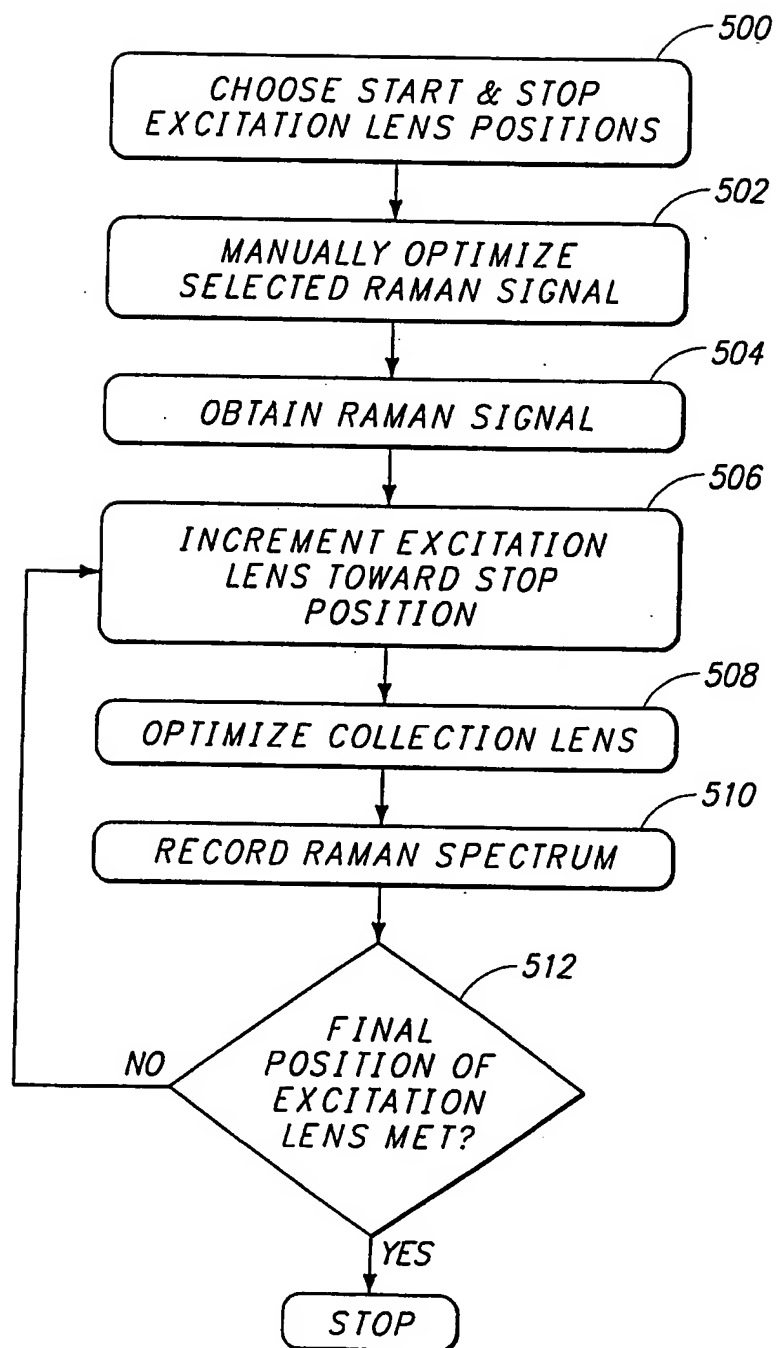 500
CHOOSE START & STOP
EXCITATION LENS POSITIONS
502
MANUALLY OPTIMIZE
SELECTED RAMAN SIGNAL
504
OBTAIN RAMAN SIGNAL
506
INCREMENT EXCITATION
LENS TOWARD STOP
POSITION
508
OPTIMIZE COLLECTION LENS
510
RECORD RAMAN SPECTRUM
512
FINAL
POSITION OF
EXCITATION
LENS MET?
NO
YES
STOP